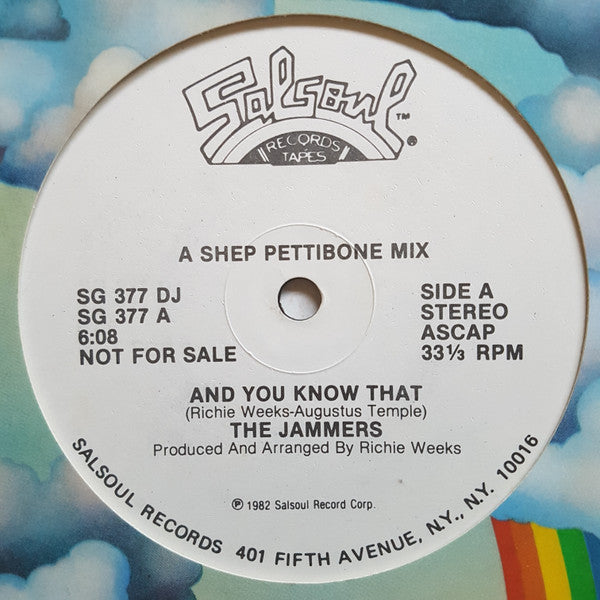 Salsoul™
RECORDS ®
TAPES
A SHEP PETTIBONE MIX
SG 377 DJ
SG 377 A
6:08
NOT FOR SALE
SIDE A
STEREO
ASCAP
33⅓ RPM
AND YOU KNOW THAT
(Richie Weeks-Augustus Temple)
THE JAMMERS
Produced And Arranged By Richie Weeks
℗ 1982 Salsoul Record Corp.
SALSOUL RECORDS 401 FIFTH AVENUE, N.Y., N.Y. 10016